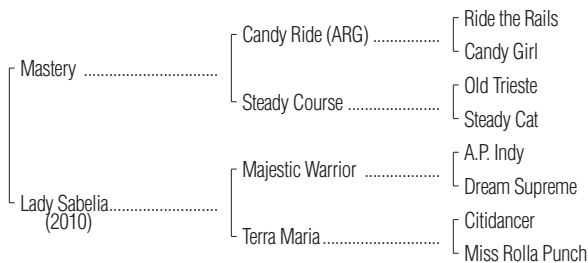 Ride the Rails
Candy Ride (ARG) ..................
Candy Girl
Mastery .....................................
Old Trieste
Steady Course .........................
Steady Cat
A.P. Indy
Majestic Warrior ....................
Dream Supreme
Lady Sabelia..............................
(2010)
Citidancer
Terra Maria...............................
Miss Rolla Punch